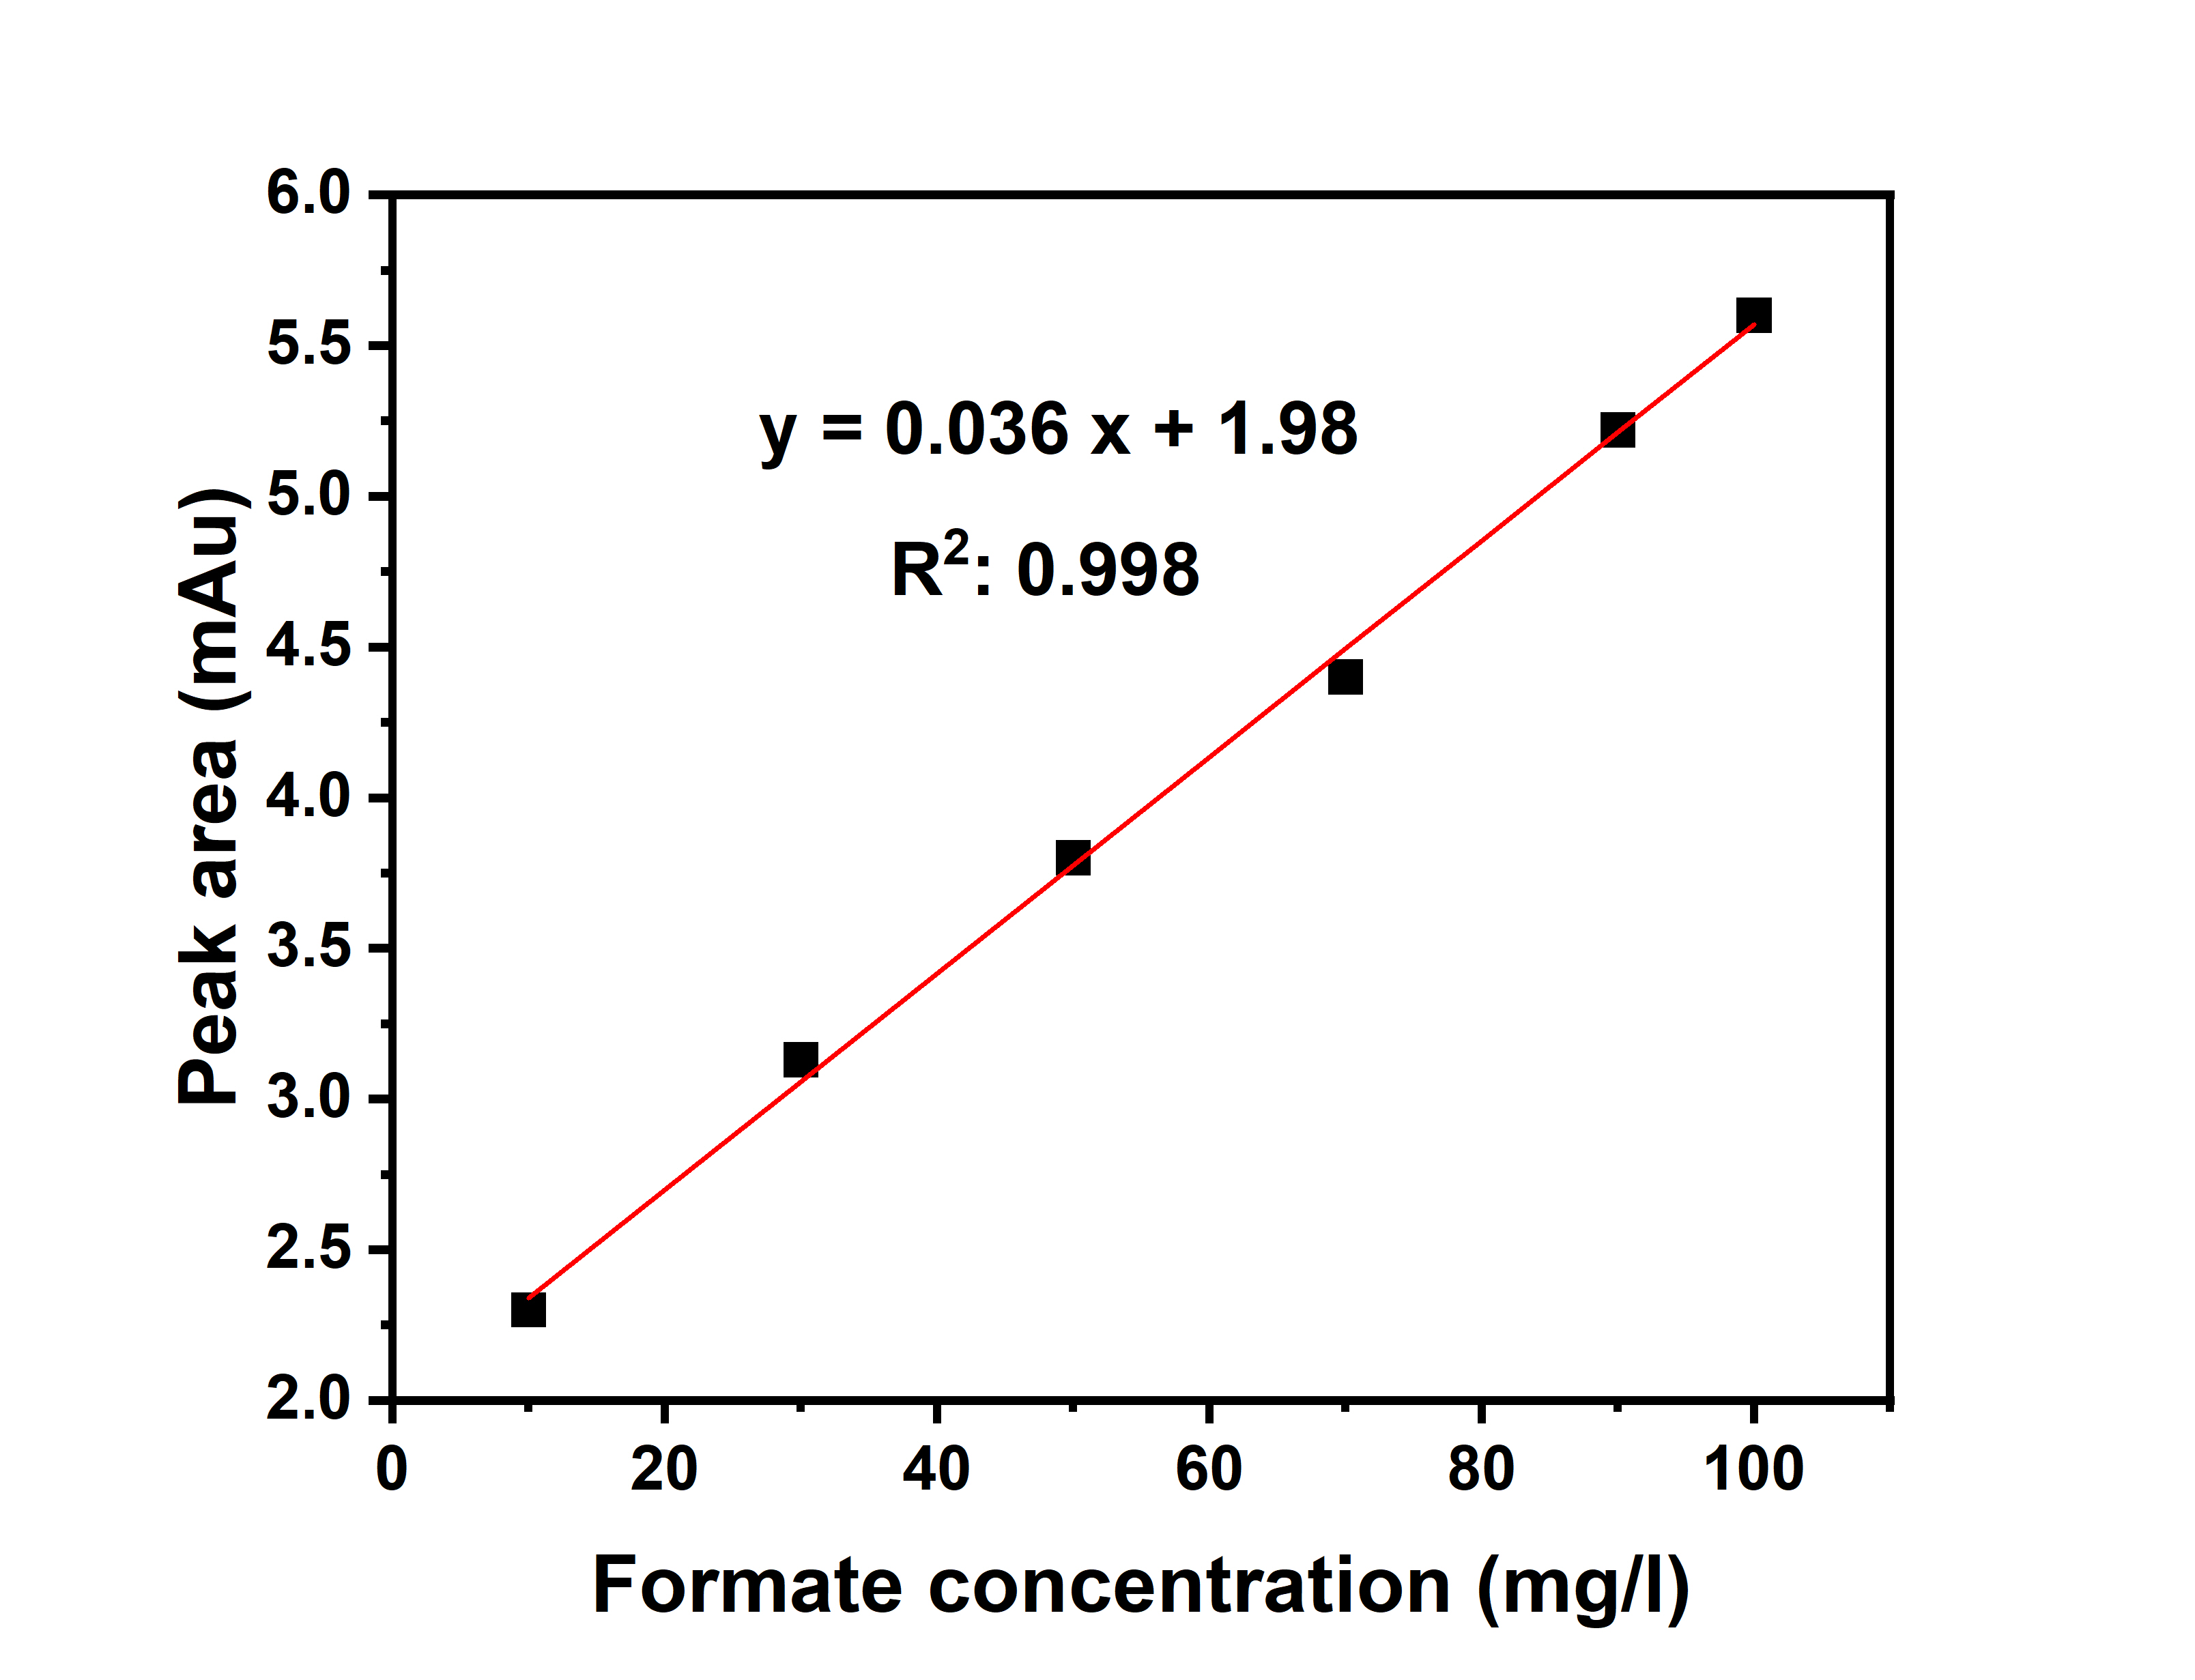 6.0
5.5
5.0
4.5
4.0
3.5
3.0
2.5
2.0
Peak area (mAu)
y = 0.036 x + 1.98
R²: 0.998
0 20 40 60 80 100
Formate concentration (mg/l)